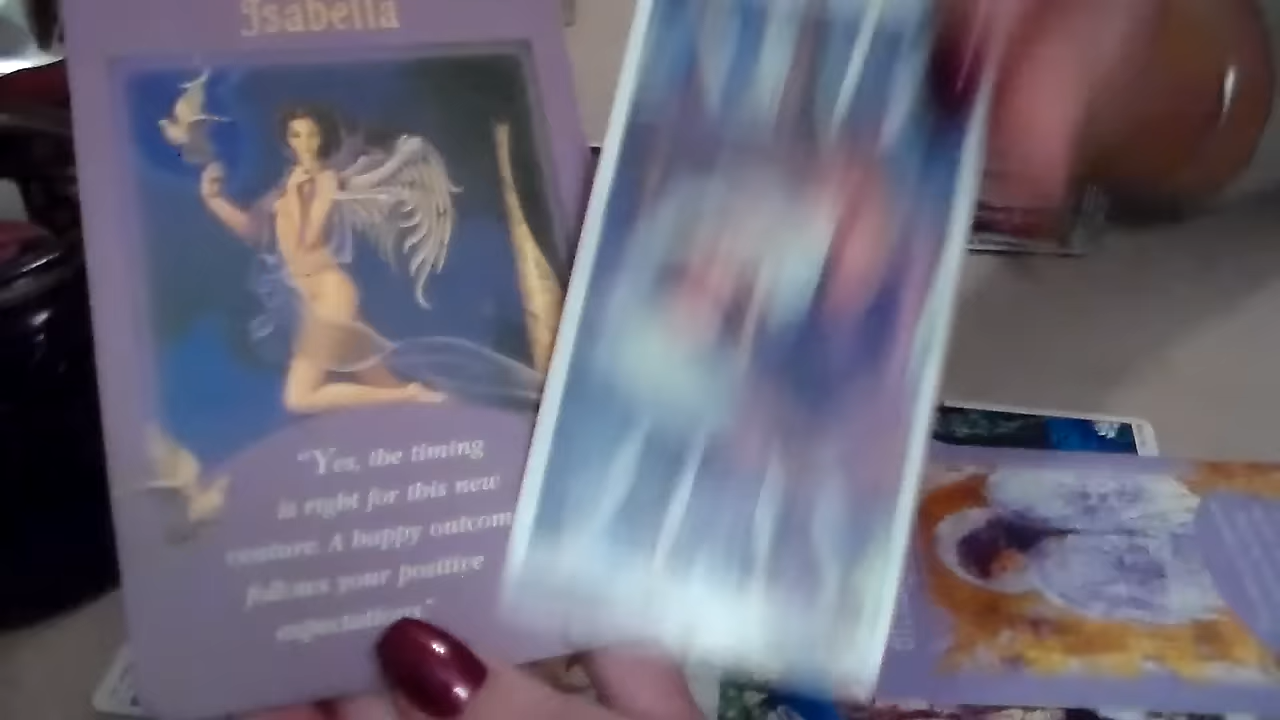 Isabella
"Yes, the timing
is right for this new
venture. A happy outcom
follows your positive
expectations."